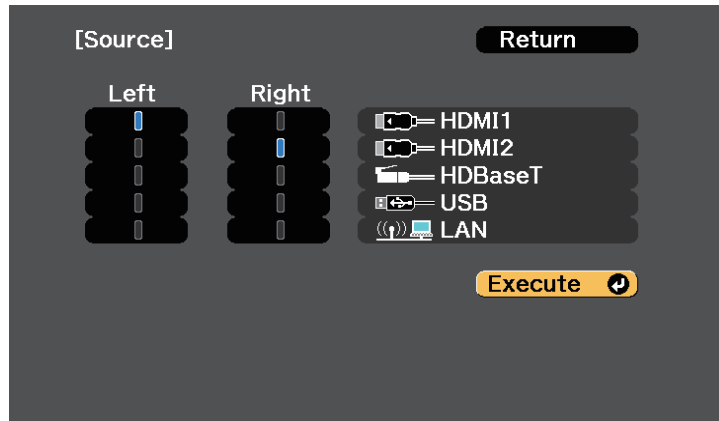 [Source] Return
Left Right
HDMI1
HDMI2
HDBaseT
USB
LAN
Execute